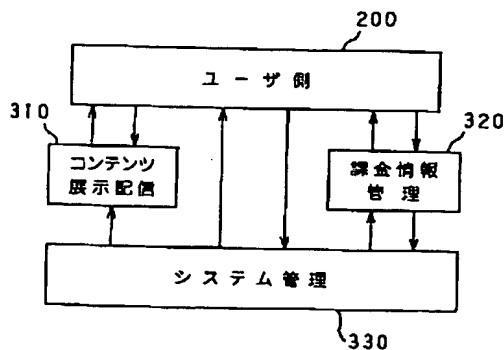 200
ユーザ側
310
コンテンツ
展示配信
320
課金情報
管理
システム管理
330